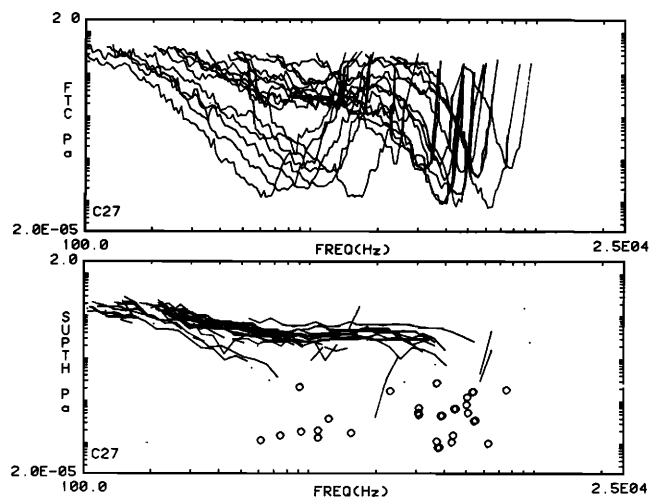 2 0
FTC Pa
C27
2.0E-05
100.0
FREQ(Hz)
2.5E04
2.0
SUPTH Pa
C27
2.0E-05
100.0
FREQ(Hz)
2.5E04